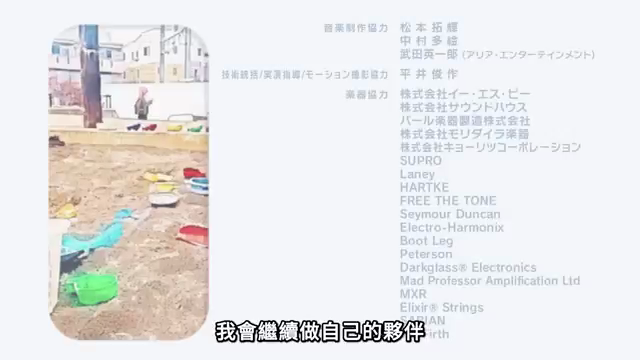 音楽制作協力 松本拓輝
中村多絵
武田英一郎(アリア・エンターテインメント)
技術統括/実演指導/モーション撮影協力 平井俊作
楽器協力 株式会社イー・エス・ピー
株式会社サウンドハウス
パール楽器製造株式会社
株式会社モリダイラ楽器
株式会社キョーリツコーポレーション
SUPRO
Laney
HARTKE
FREE THE TONE
Seymour Duncan
Electro-Harmonix
Boot Leg
Peterson
Darkglass® Electronics
Mad Professor Amplification Ltd
MXR
Elixir® Strings
SABIAN
我會繼續做自己的夥伴